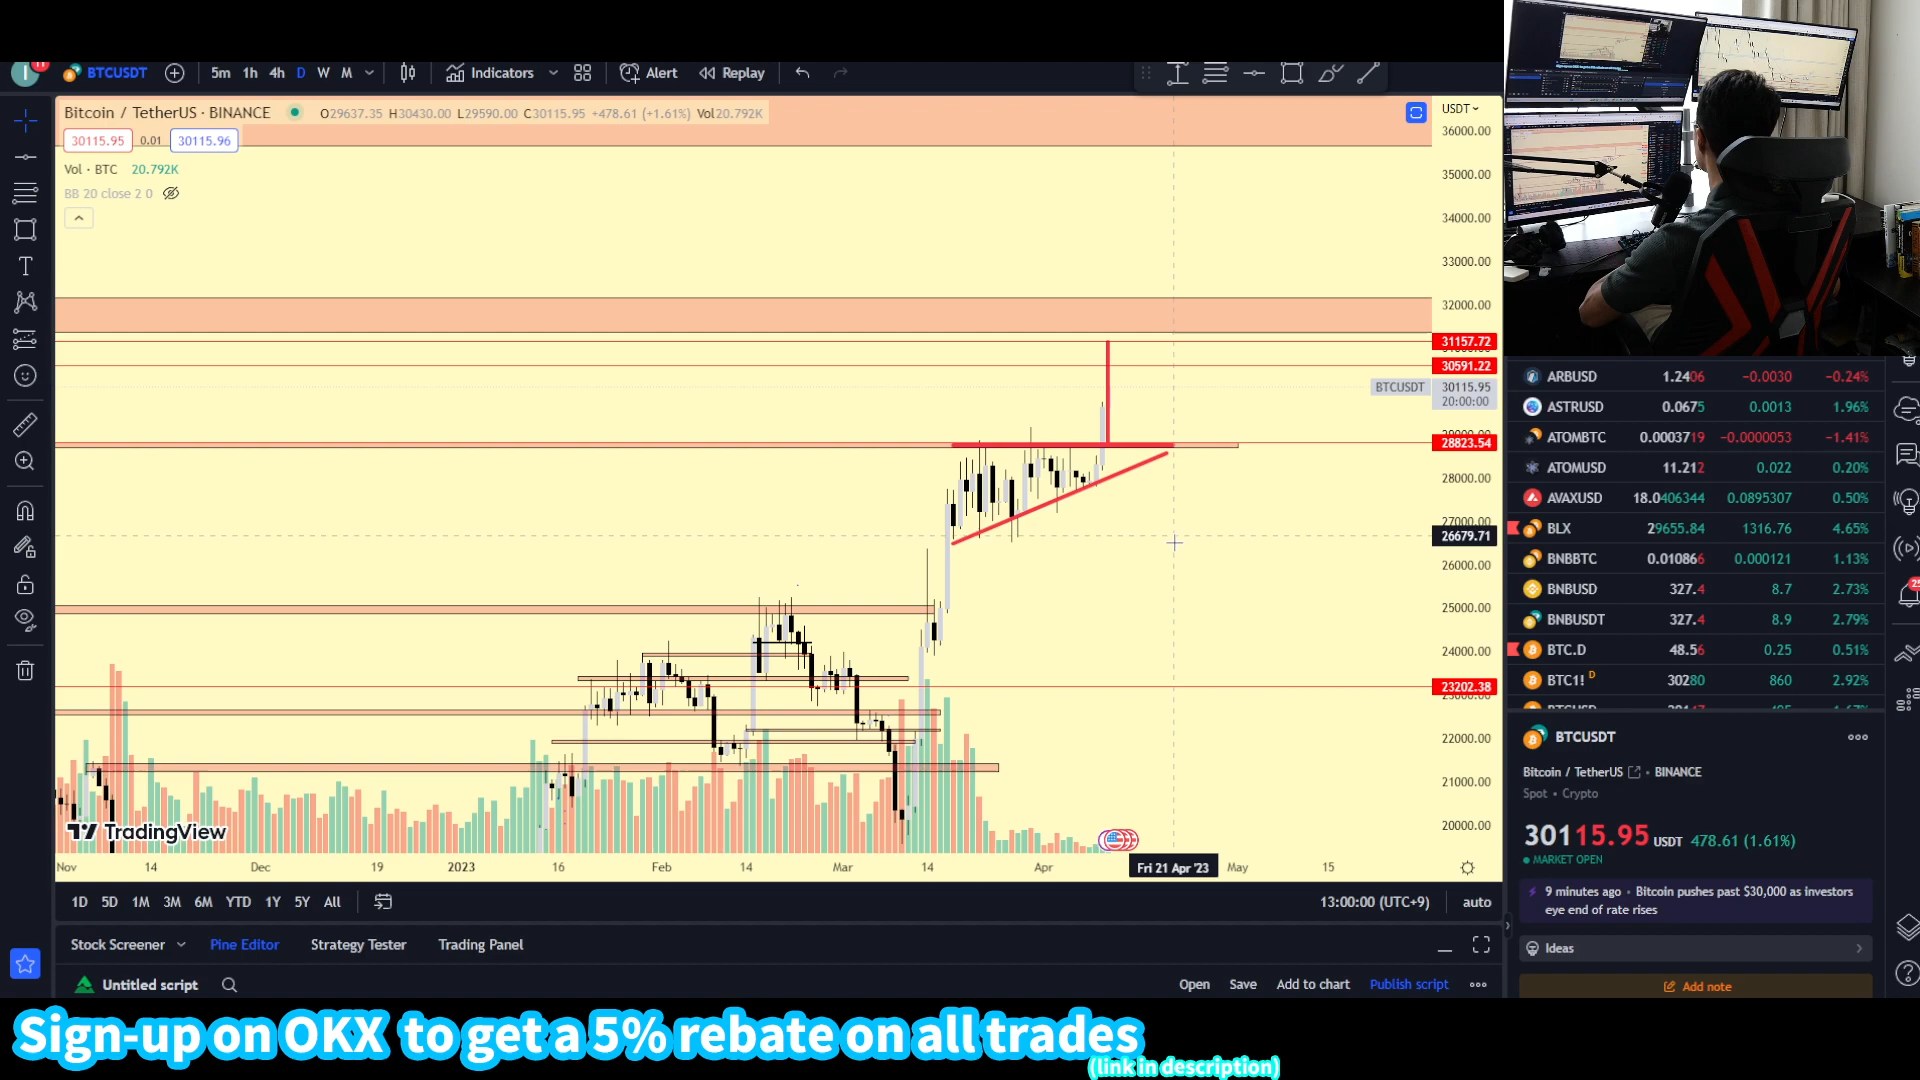 I 11 BTCUSDT 5m 1h 4h D W M Indicators Alert Replay
Bitcoin / TetherUS · BINANCE O29637.35 H30430.00 L29590.00 C30115.95 +478.61 (+1.61%) Vol20.792K
30115.95 0.01 30115.96
Vol · BTC 20.792K
BB 20 close 2 0
USDT
36000.00
35000.00
34000.00
33000.00
32000.00
31157.72
30591.22
BTCUSDT 30115.95
20:00:00
28823.54
28000.00
27000.00
26679.71
26000.00
25000.00
24000.00
23202.38
22000.00
21000.00
20000.00
TradingView
Nov 14 Dec 19 2023 16 Feb 14 Mar 14 Apr Fri 21 Apr '23 May 15
1D 5D 1M 3M 6M YTD 1Y 5Y All 13:00:00 (UTC+9) auto
Stock Screener Pine Editor Strategy Tester Trading Panel
Untitled script Open Save Add to chart Publish script
ARBUSD 1.2406 −0.0030 −0.24%
ASTRUSD 0.0675 0.0013 1.96%
ATOMBTC 0.0003719 −0.0000053 −1.41%
ATOMUSD 11.212 0.022 0.20%
AVAXUSD 18.0406344 0.0895307 0.50%
BLX 29655.84 1316.76 4.65%
BNBBTC 0.010866 0.000121 1.13%
BNBUSD 327.4 8.7 2.73%
BNBUSDT 327.4 8.9 2.79%
BTC.D 48.56 0.25 0.51%
BTC1! D 30280 860 2.92%
BTCUSDT
Bitcoin / TetherUS • BINANCE
Spot • Crypto
30115.95 USDT 478.61 (1.61%)
MARKET OPEN
9 minutes ago • Bitcoin pushes past $30,000 as investors
eye end of rate rises
Ideas
Add note
Sign-up on OKX to get a 5% rebate on all trades
(link in description)